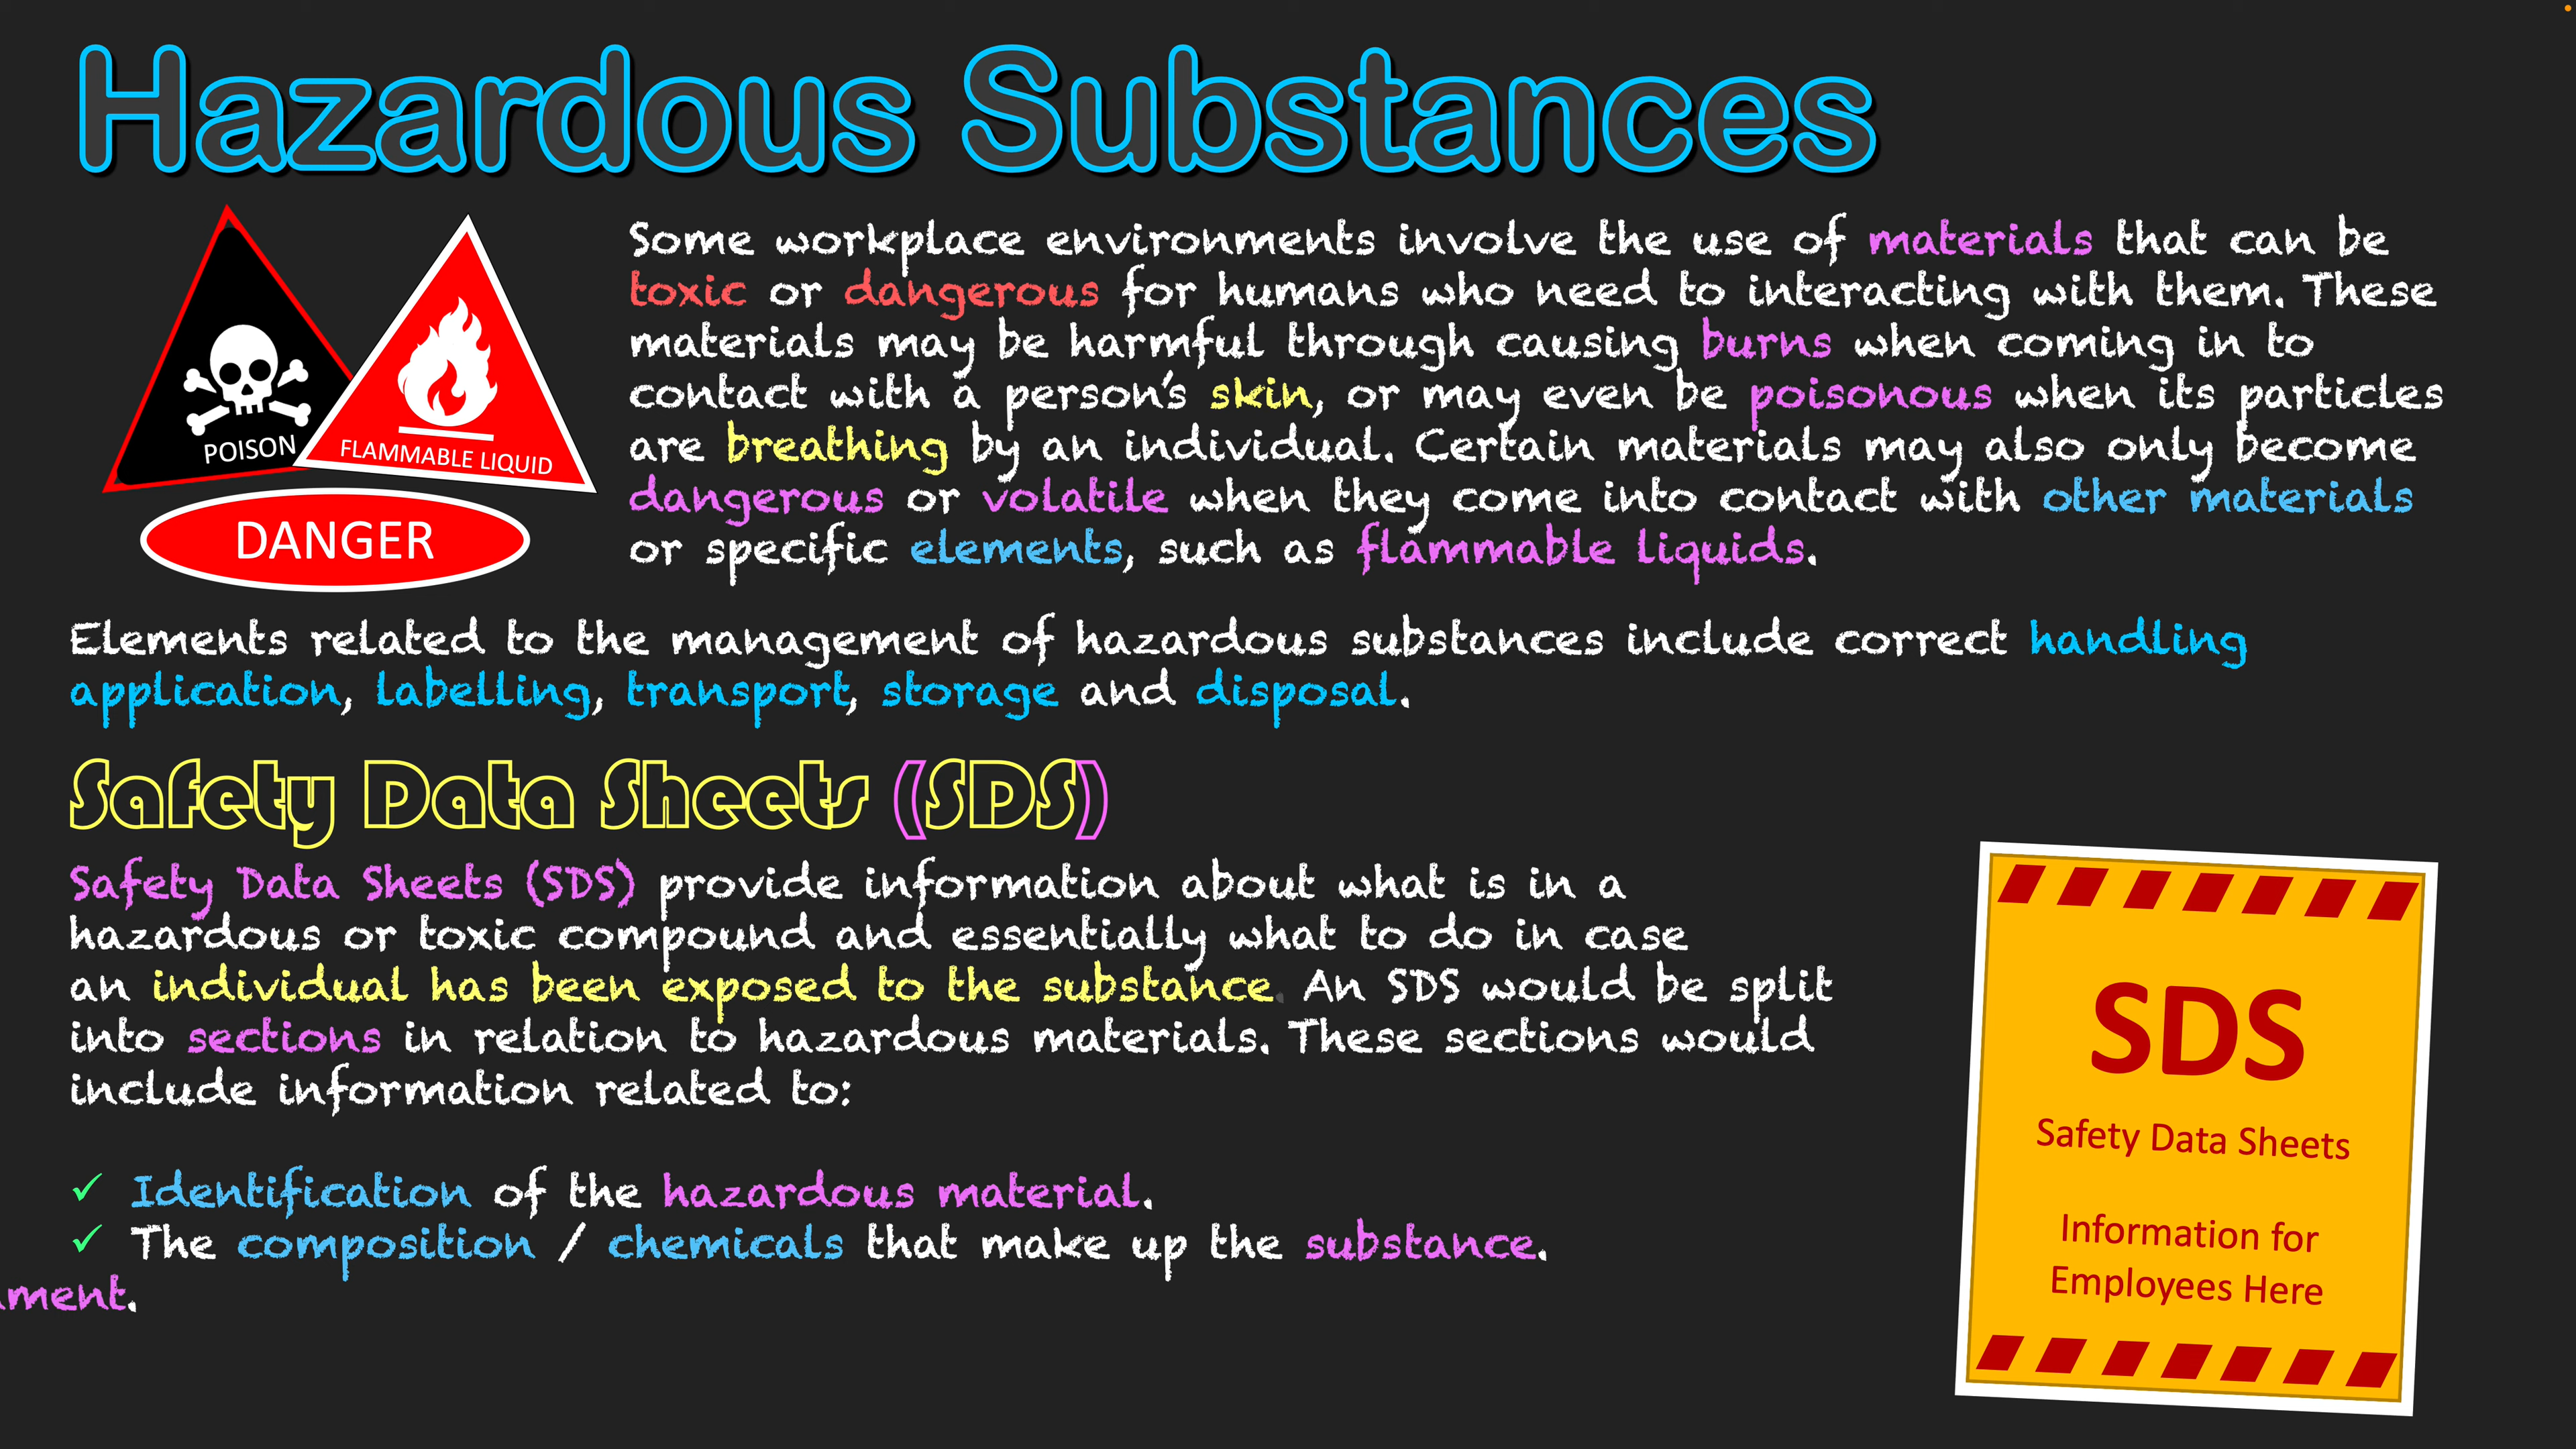 Hazardous Substances
POISON
FLAMMABLE LIQUID
DANGER
Some workplace environments involve the use of materials that can be
toxic or dangerous for humans who need to interacting with them. These
materials may be harmful through causing burns when coming in to
contact with a person's skin, or may even be poisonous when its particles
are breathing by an individual. Certain materials may also only become
dangerous or volatile when they come into contact with other materials
or specific elements, such as flammable liquids.
Elements related to the management of hazardous substances include correct handling
application, labelling, transport, storage and disposal.
Safety Data Sheets (SDS)
Safety Data Sheets (SDS) provide information about what is in a
hazardous or toxic compound and essentially what to do in case
an individual has been exposed to the substance. An SDS would be split
into sections in relation to hazardous materials. These sections would
include information related to:
✓ Identification of the hazardous material.
✓ The composition / chemicals that make up the substance.
ment.
SDS
Safety Data Sheets
Information for
Employees Here